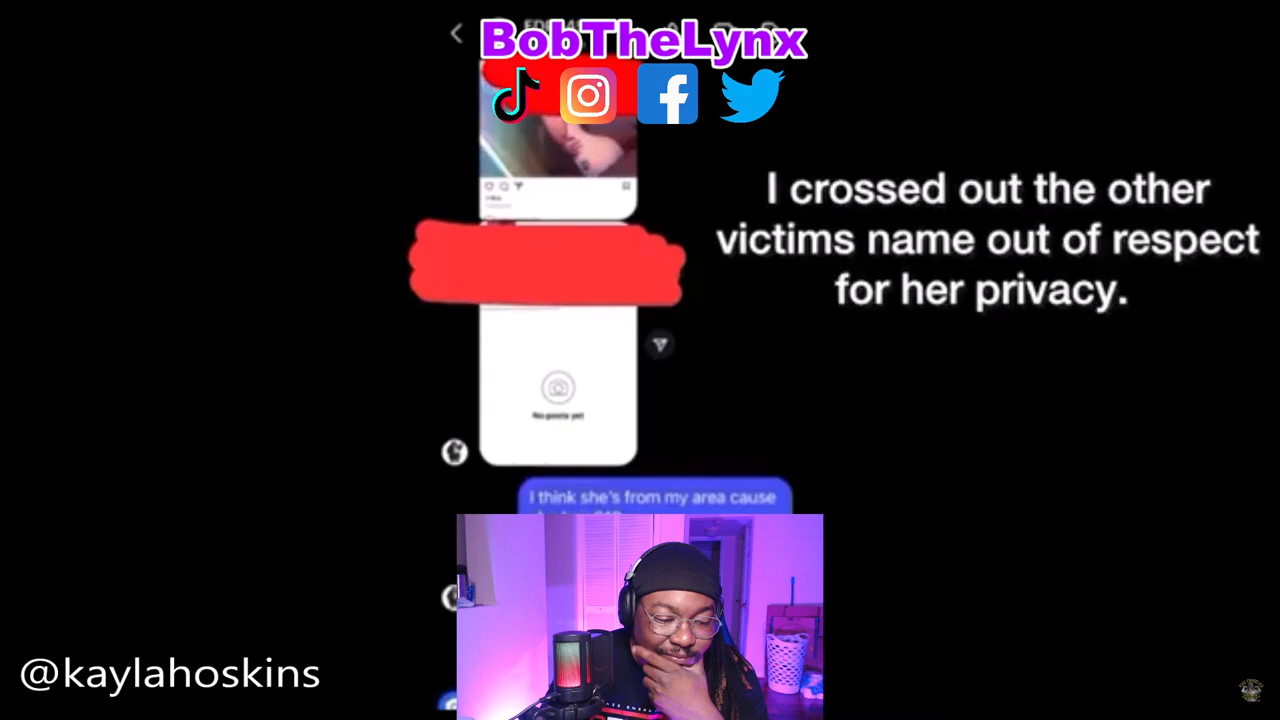 BobTheLynx
I crossed out the other
victims name out of respect
for her privacy.
No posts yet
I think she's from my area cause
@kaylahoskins